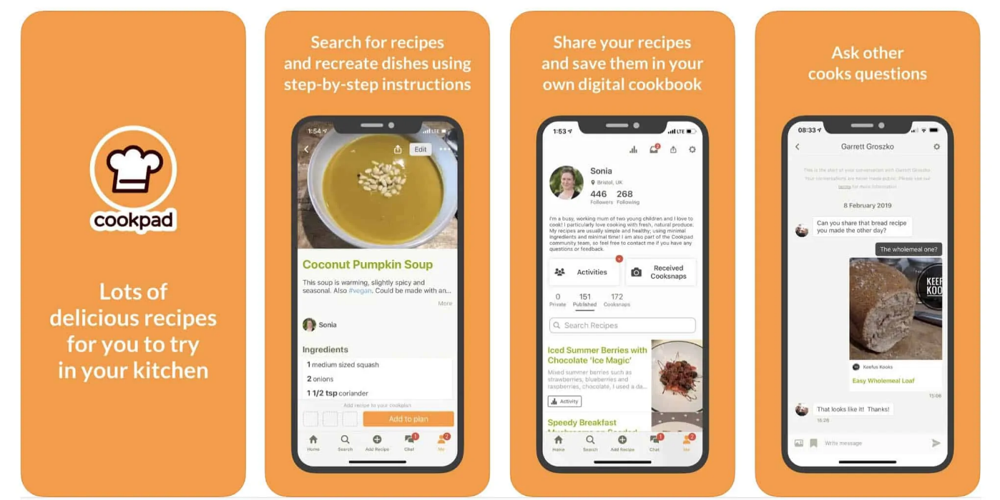 cookpad
Lots of
delicious recipes
for you to try
in your kitchen
Search for recipes
and recreate dishes using
step-by-step instructions
1:54
LTE
Edit
Coconut Pumpkin Soup
This soup is warming, slightly spicy and
seasonal. Also #vegan. Could be made with an...
More
Sonia
Ingredients
1 medium sized squash
2 onions
1 1/2 tsp coriander
Add recipe to your cookplan
Add to plan
Home Search Add Recipe Chat 1 Me 2
Share your recipes
and save them in your
own digital cookbook
1:53
LTE
2
Sonia
Bristol, UK
446 268
Followers Following
I'm a busy, working mum of two young children and I love to
cook! I particularly love cooking with fresh, natural produce.
My recipes are usually simple and healthy; using minimal
ingredients and minimal time! I am also part of the Cookpad
community team, so feel free to contact me if you have any
questions or feedback.
Activities
Received
Cooksnaps
0 151 172
Private Published Cooksnaps
Search Recipes
Iced Summer Berries with
Chocolate 'Ice Magic'
Mixed summer berries such as
strawberries, blueberries and
raspberries, chocolate, I used a da...
Activity
Speedy Breakfast
Home Search Add Recipe Chat 1 Me 2
Ask other
cooks questions
08:33
Garrett Groszko
This is the start of your conversation with Garrett Groszko.
Your conversations are never made public. Please see our
terms for more information.
8 February 2019
Can you share that bread recipe
you made the other day?
The wholemeal one?
KEEF
KOO
Keefus Kooks
Easy Wholemeal Loaf
15:06
That looks like it! Thanks!
15:26
Write message